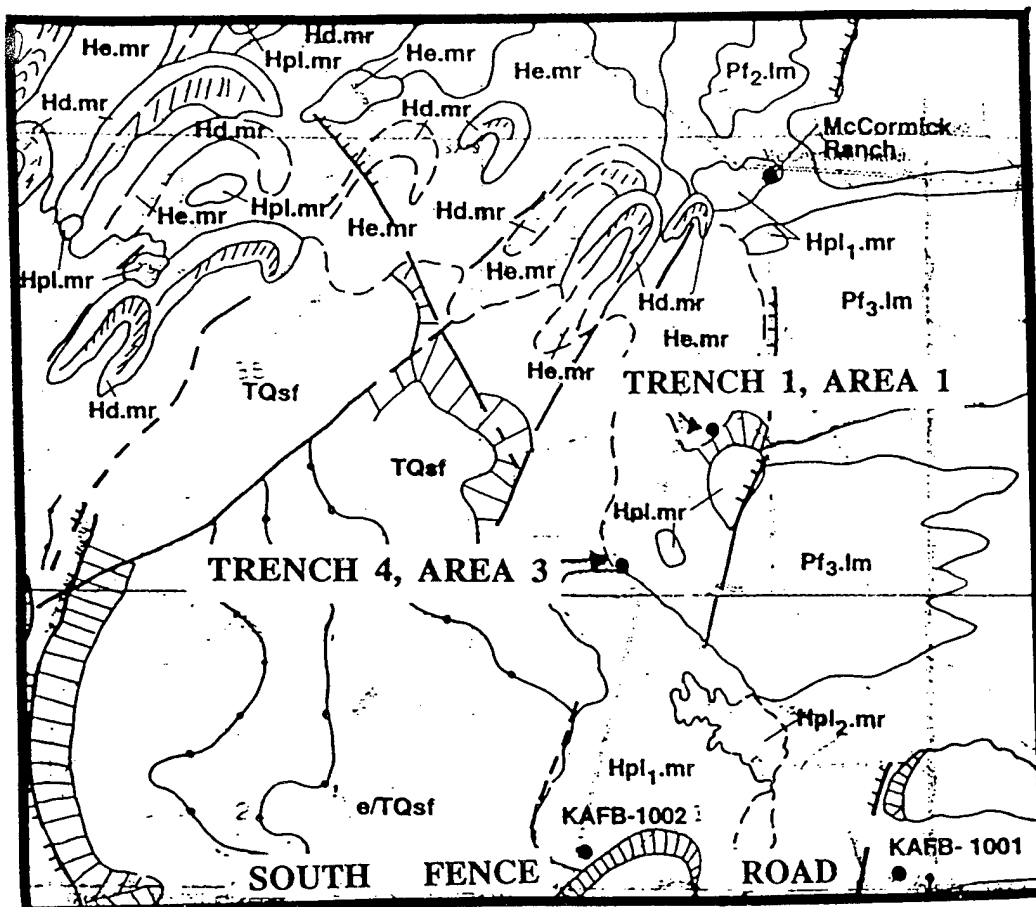 He.mr
Hd.mr
Hpl.mr
He.mr
He.mr
Pf2.lm
Hd.mr
Hd.mr
Hd.mr
McCormick
Ranch
He.mr
Hpl.mr
He.mr
Hd.mr
Hpl1.mr
Hpl.mr
He.mr
Hd.mr
Pf3.lm
He.mr
He.mr
TQsf
Hd.mr
TRENCH 1, AREA 1
TQsf
Hpl.mr
TRENCH 4, AREA 3
Pf3.lm
Hpl2.mr
Hpl1.mr
e/TQsf
KAFB-1002
KAFB- 1001
SOUTH FENCE ROAD